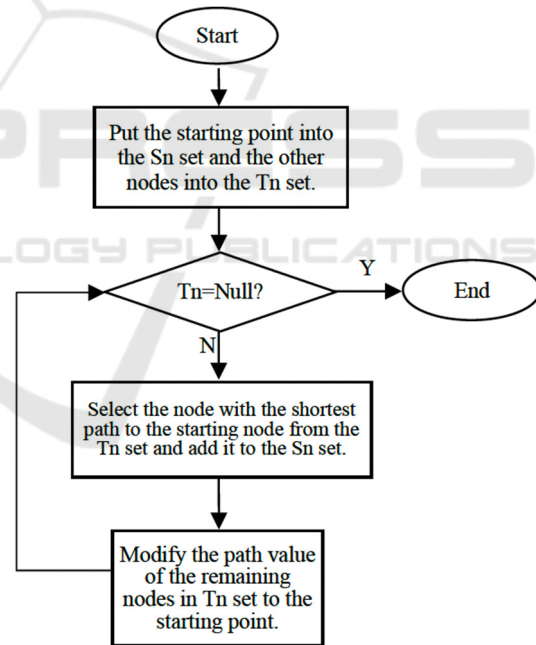 Start
PRESS
Put the starting point into
the Sn set and the other
nodes into the Tn set.
LOGY PUBLICATIONS
Tn=Null?
Y
End
N
Select the node with the shortest
path to the starting node from the
Tn set and add it to the Sn set.
Modify the path value
of the remaining
nodes in Tn set to the
starting point.